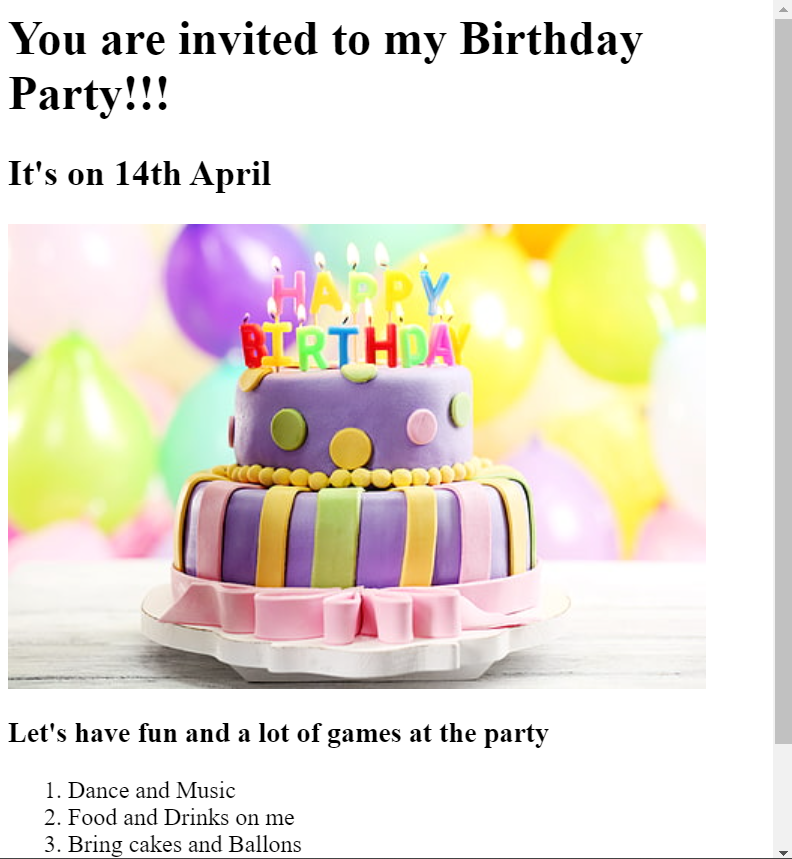 You are invited to my Birthday
Party!!!
It's on 14th April
HAPPY
BIRTHDAY
Let's have fun and a lot of games at the party
1. Dance and Music
2. Food and Drinks on me
3. Bring cakes and Ballons